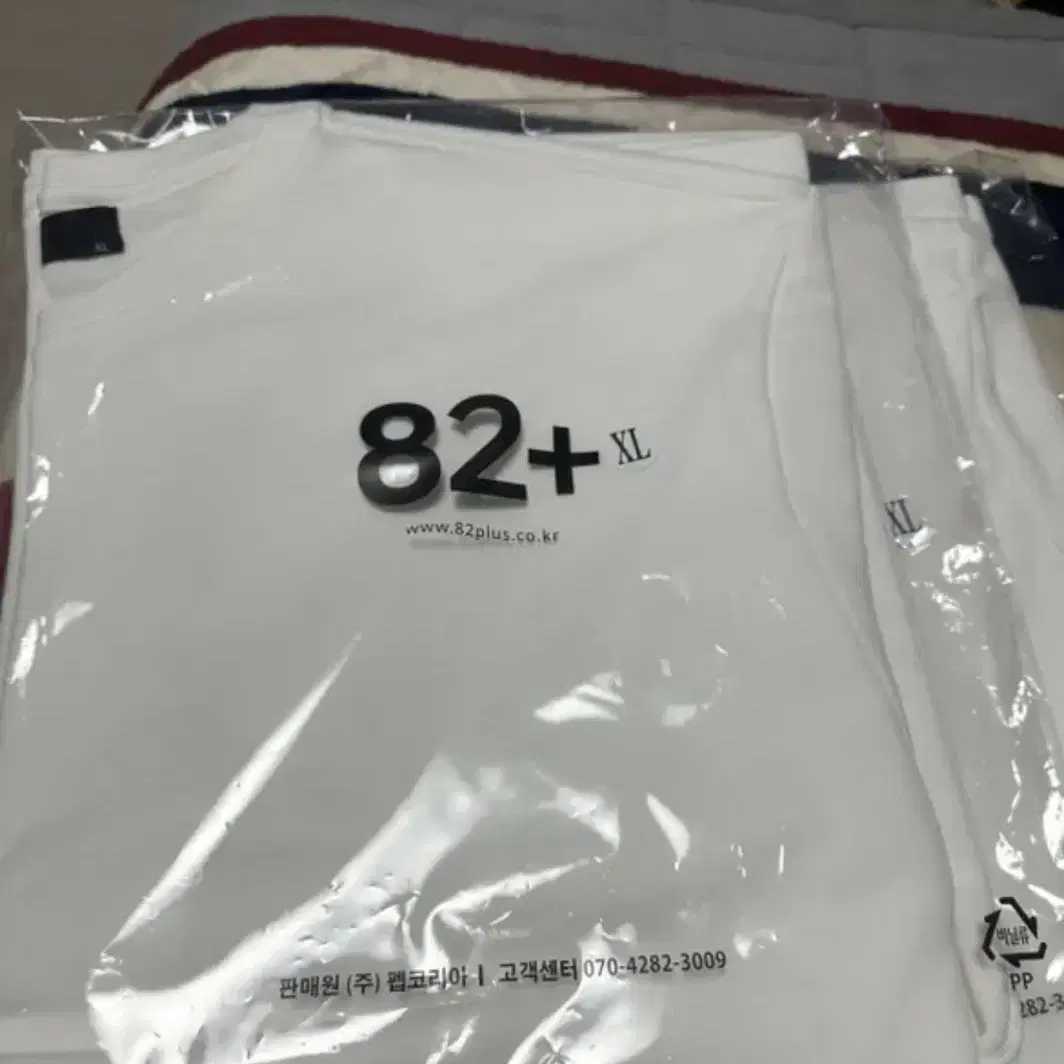 XL
82+ XL
www.82plus.co.kr
XL
판매원 (주) 펩코리아 | 고객센터 070-4282-3009
비닐류
PP
282-3